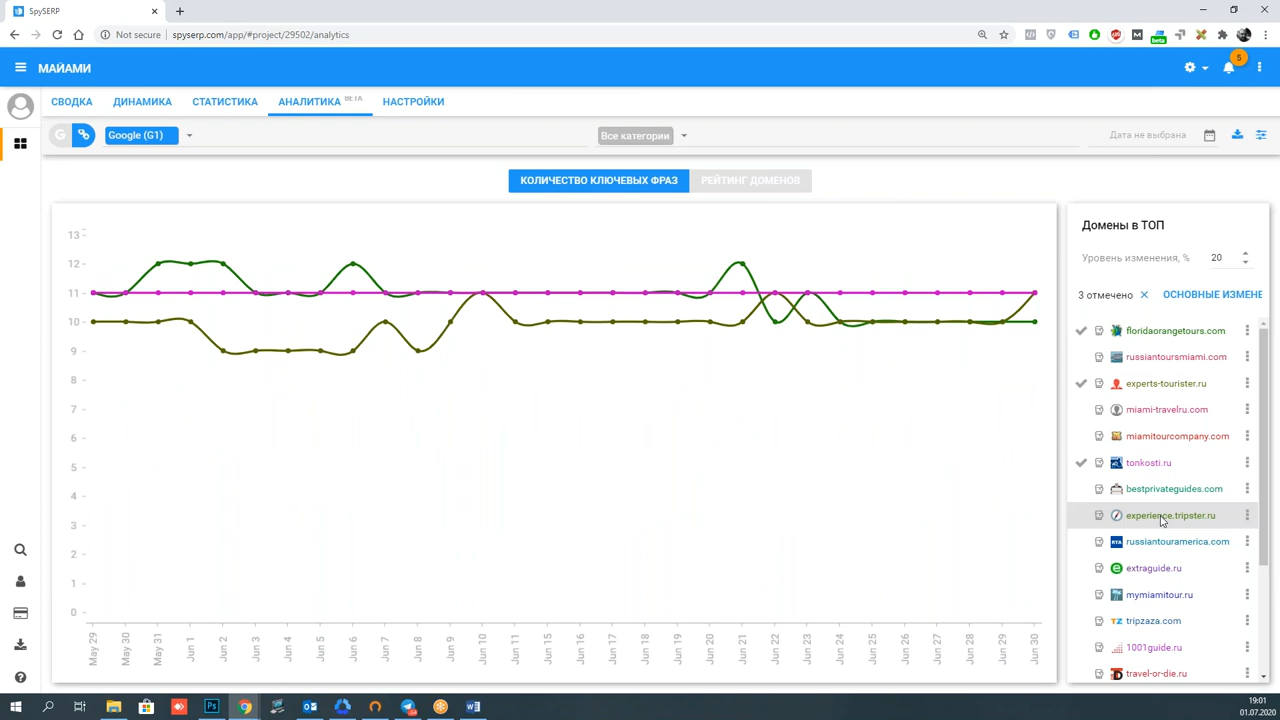 SpySERP
Not secure | spyserp.com/app/#project/29502/analytics
beta
МАЙАМИ
5
СВОДКА ДИНАМИКА СТАТИСТИКА АНАЛИТИКА BETA НАСТРОЙКИ
G Google (G1) Все категории Дата не выбрана
КОЛИЧЕСТВО КЛЮЧЕВЫХ ФРАЗ РЕЙТИНГ ДОМЕНОВ
13
12
11
10
9
8
7
6
5
4
3
2
1
0
May 29 May 30 May 31 Jun 1 Jun 2 Jun 3 Jun 4 Jun 5 Jun 6 Jun 7 Jun 8 Jun 9 Jun 10 Jun 11 Jun 15 Jun 16 Jun 17 Jun 18 Jun 19 Jun 20 Jun 21 Jun 22 Jun 23 Jun 24 Jun 25 Jun 26 Jun 27 Jun 28 Jun 29 Jun 30
Домены в ТОП
Уровень изменения, % 20
3 отмечено ОСНОВНЫЕ ИЗМЕНЕ
floridaorangetours.com
russiantoursmiami.com
experts-tourister.ru
miami-travelru.com
miamitourcompany.com
tonkosti.ru
bestprivateguides.com
experience.tripster.ru
RTA russiantouramerica.com
extraguide.ru
mymiamitour.ru
TZ tripzaza.com
1001guide.ru
travel-or-die.ru
19:01
01.07.2020